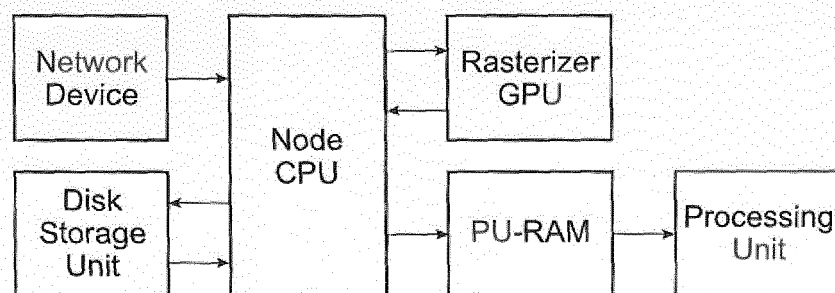 Network
Device
Node
CPU
Rasterizer
GPU
Disk
Storage
Unit
PU-RAM
Processing
Unit